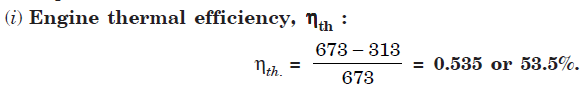 (i) Engine thermal efficiency, ηth :
ηth. = (673 – 313) / 673 = 0.535 or 53.5%.